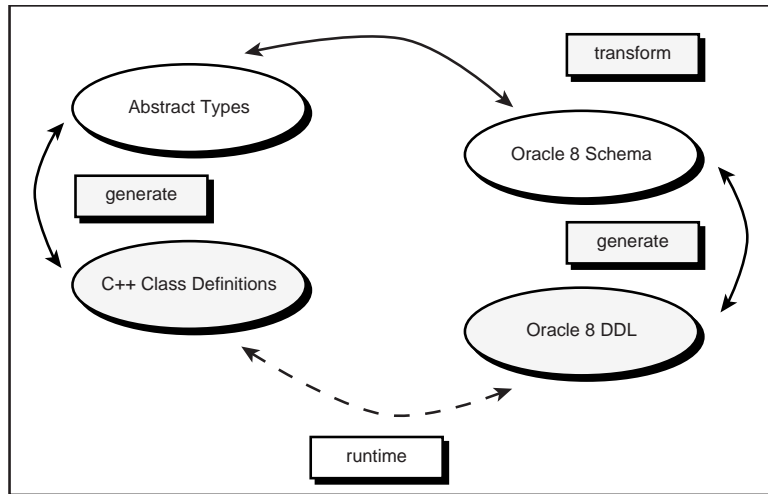 transform
Abstract Types
Oracle 8 Schema
generate
generate
C++ Class Definitions
Oracle 8 DDL
runtime